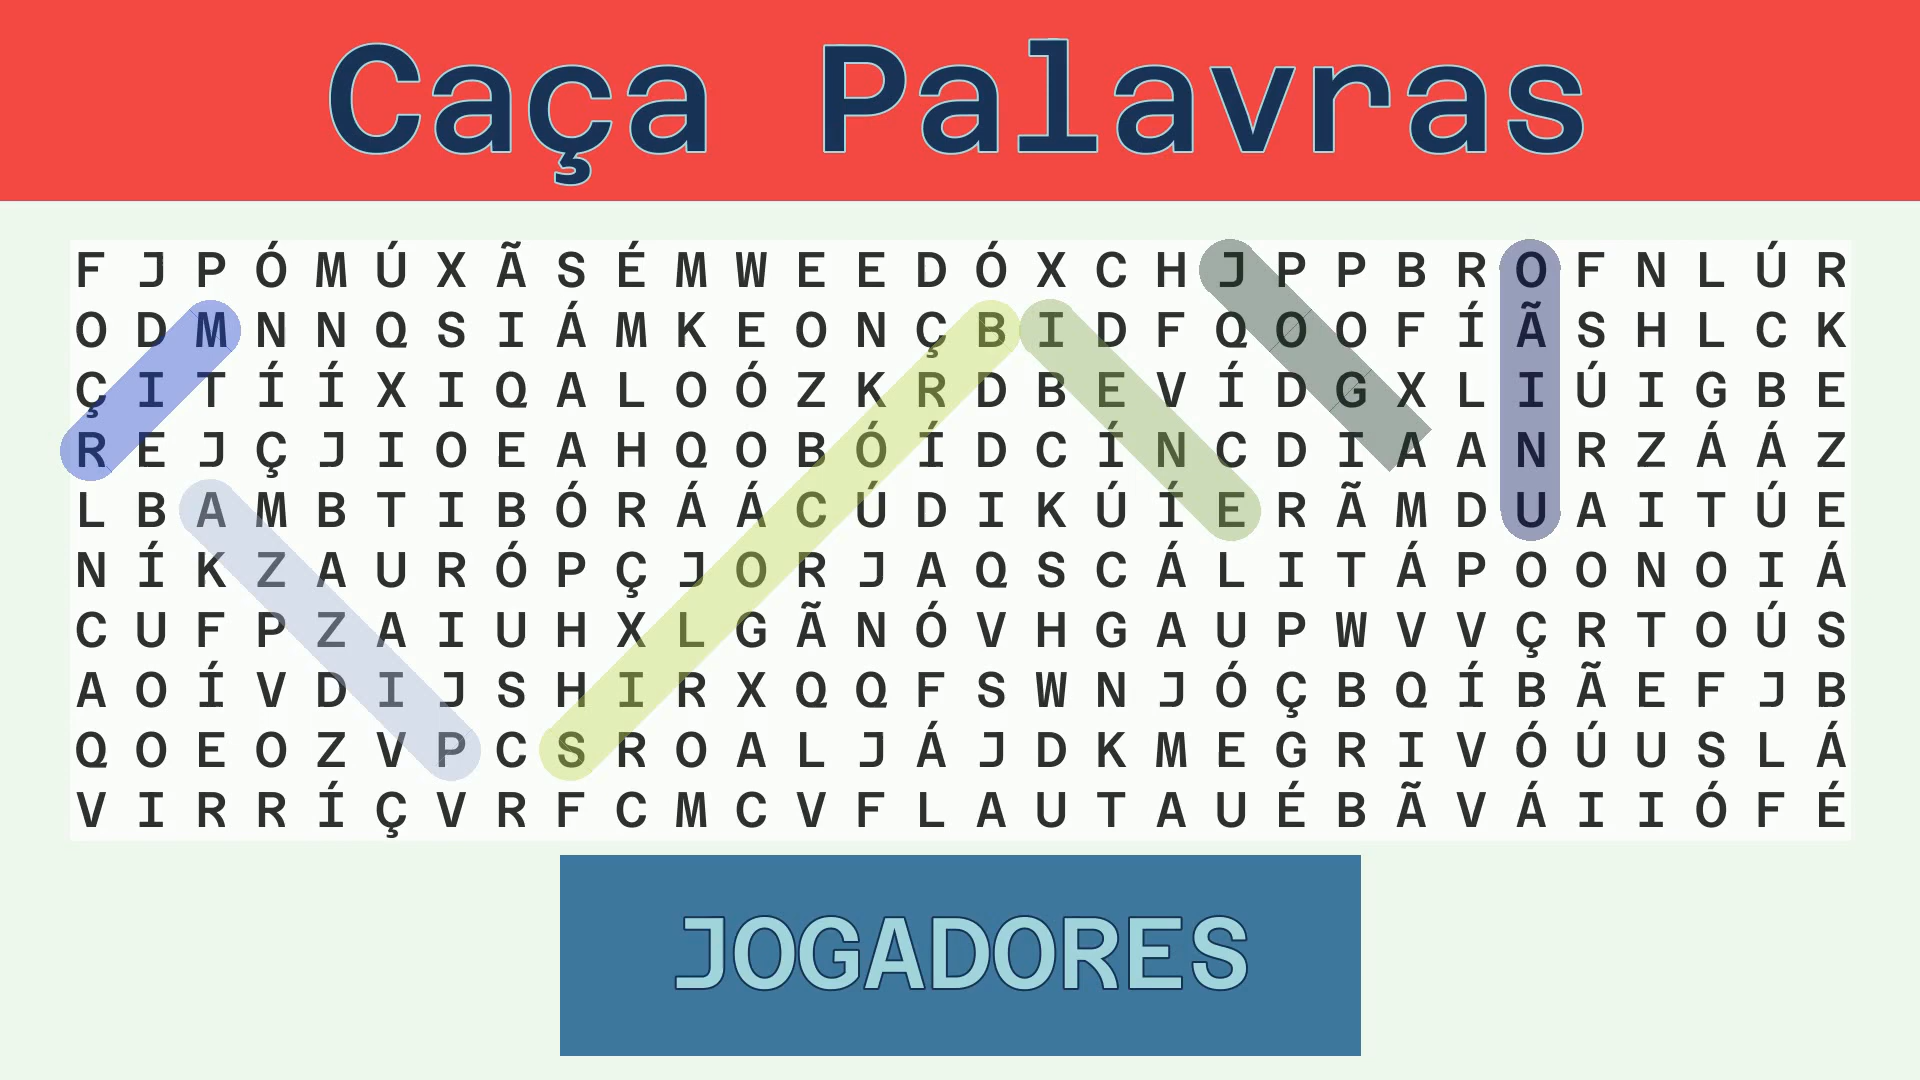 Caça Palavras
F J P Ó M Ú X Ã S É M W E E D Ó X C H J P P B R O F N L Ú R
O D M N N Q S I Á M K E O N Ç B I D F Q O O F Í Ã S H L C K
Ç I T Í Í X I Q A L O Ó Z K R D B E V Í D G X L I Ú I G B E
R E J Ç J I O E A H Q O B Ó Í D C Í N C D I A A N R Z Á Á Z
L B A M B T I B Ó R Á Á C Ú D I K Ú Í E R Ã M D U A I T Ú E
N Í K Z A U R Ó P Ç J O R J A Q S C Á L I T Á P O O N O I Á
C U F P Z A I U H X L G Ã N Ó V H G A U P W V V Ç R T O Ú S
A O Í V D I J S H I R X Q Q F S W N J Ó Ç B Q Í B Ã E F J B
Q O E O Z V P C S R O A L J Á J D K M E G R I V Ó Ú U S L Á
V I R R Í Ç V R F C M C V F L A U T A U É B Ã V Á I I Ó F É
JOGADORES